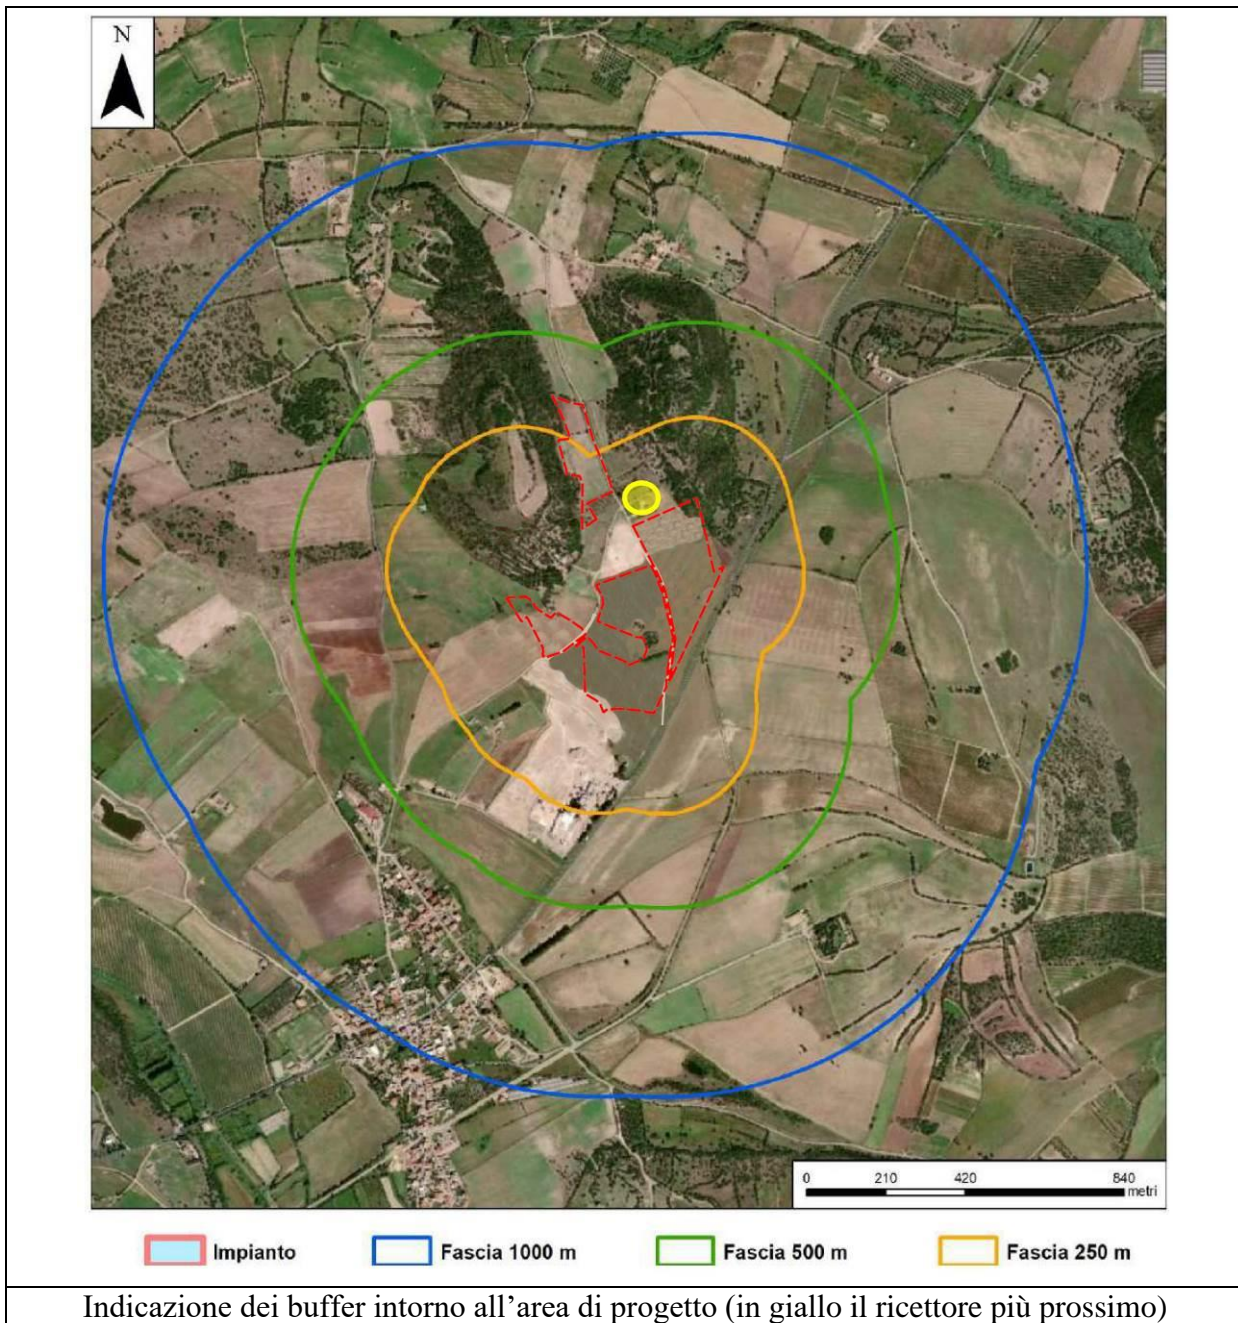 N
0 210 420 840
metri
Impianto Fascia 1000 m Fascia 500 m Fascia 250 m
Indicazione dei buffer intorno all’area di progetto (in giallo il ricettore più prossimo)